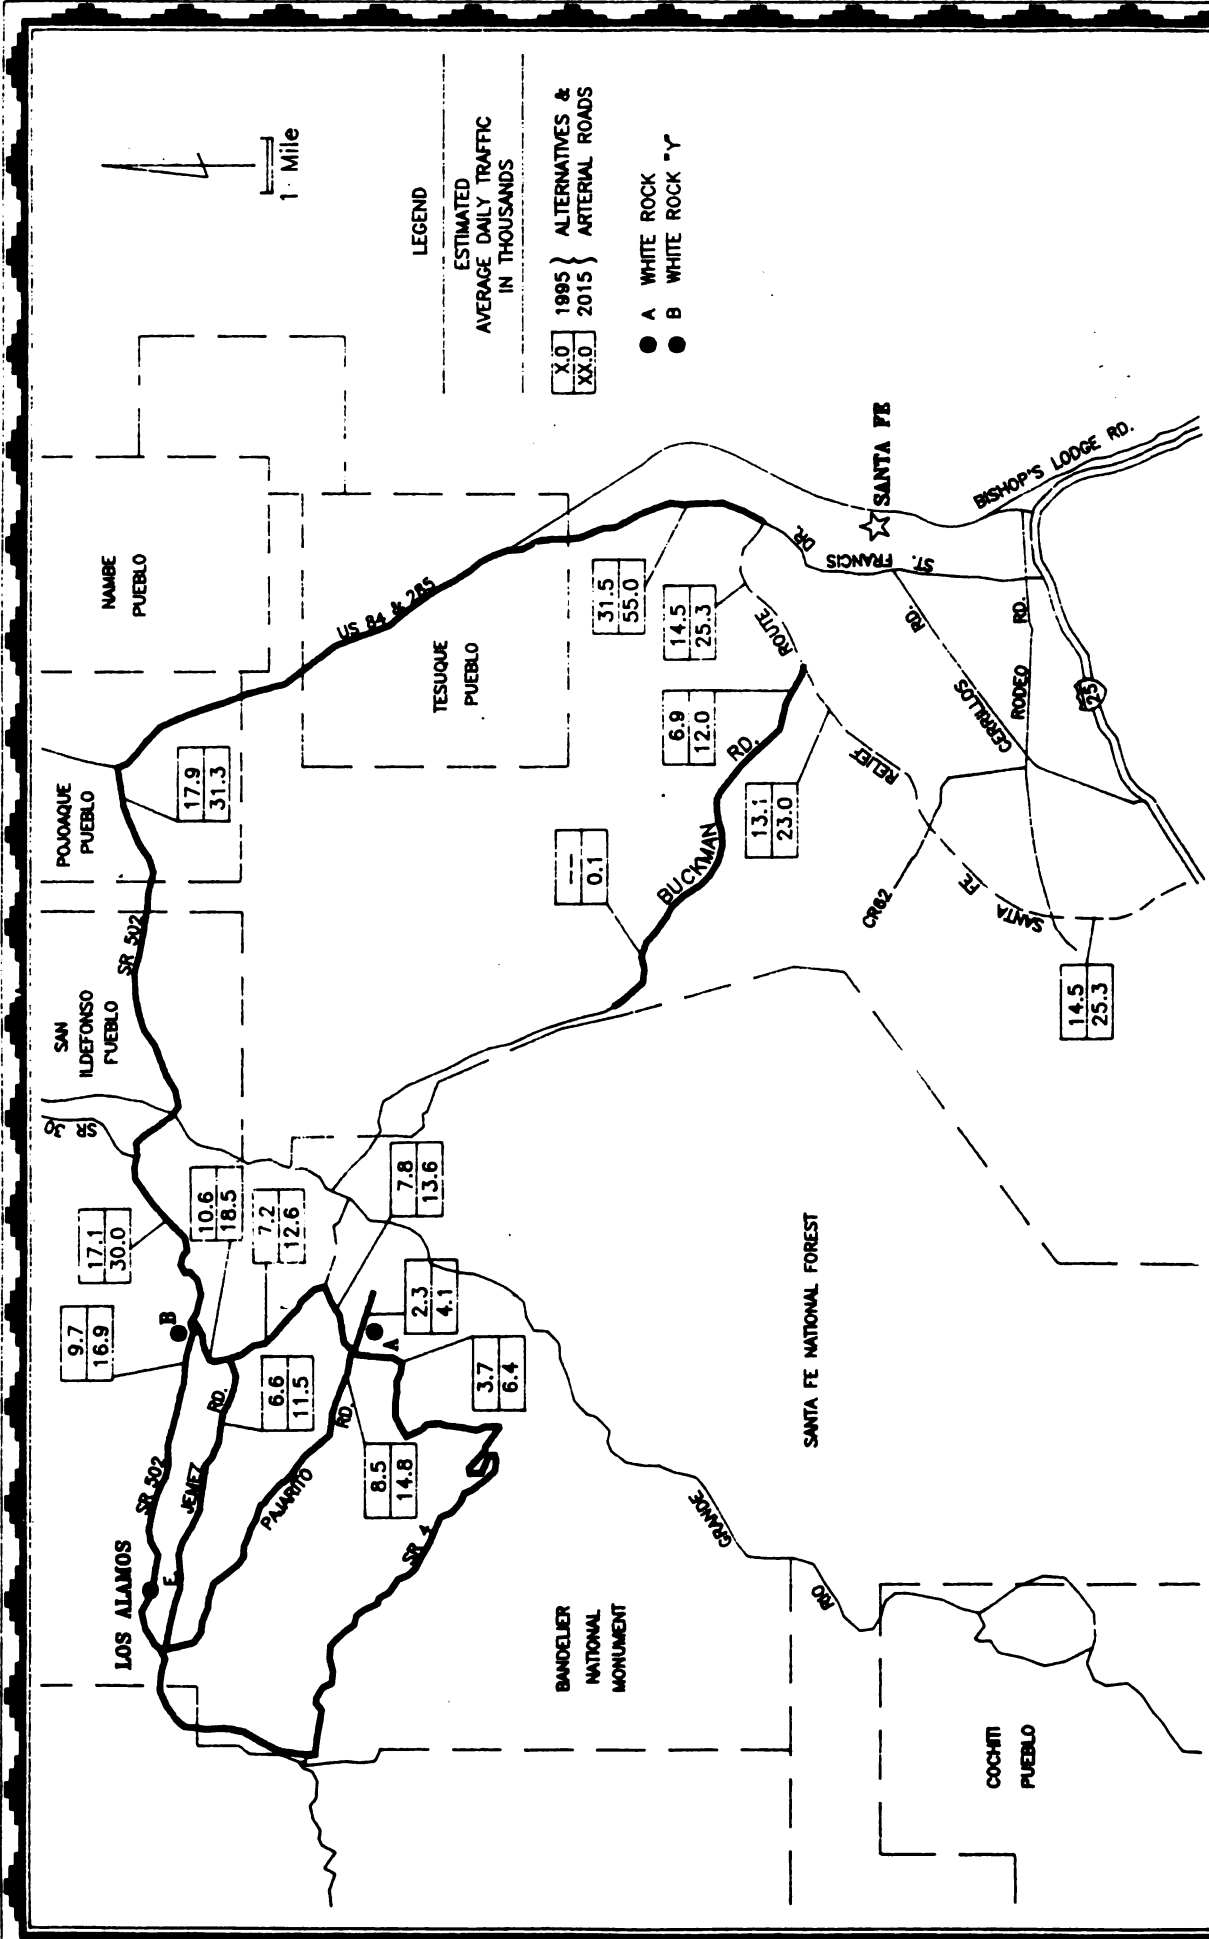 LOS ALAMOS
9.7
16.9
B
17.1
30.0
SAN
ILDEFONSO
PUEBLO
POJOAQUE
PUEBLO
NAMBE
PUEBLO
1 Mile
SR 502
SR 502
10.6
18.5
17.9
31.3
E.
JEMEZ
RD.
6.6
11.5
7.2
12.6
US 84 & 285
PAJARITO
RD.
8.5
14.8
A
2.3
4.1
7.8
13.6
SR 4
3.7
6.4
TESUQUE
PUEBLO
LEGEND
ESTIMATED
AVERAGE DAILY TRAFFIC
IN THOUSANDS
X.0 1995 } ALTERNATIVES &
XX.0 2015 } ARTERIAL ROADS
A WHITE ROCK
B WHITE ROCK "Y"
BANDELIER
NATIONAL
MONUMENT
---
0.1
31.5
55.0
14.5
25.3
6.9
12.0
BUCKMAN
RD.
13.1
23.0
ROUTE
RELIEF
FE
SANTA
14.5
25.3
RIO
GRANDE
SANTA FE NATIONAL FOREST
ST.
FRANCIS
DR.
SANTA FE
BISHOP'S LODGE RD.
CERRILLOS
RD.
RODEO
RD.
CR62
25
COCHITI
PUEBLO